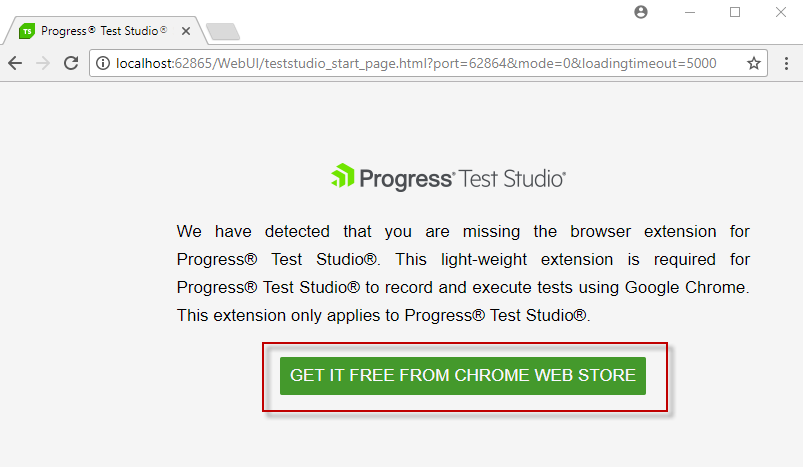 TS Progress® Test Studio®
localhost:62865/WebUI/teststudio_start_page.html?port=62864&mode=0&loadingtimeout=5000
Progress® Test Studio®
We have detected that you are missing the browser extension for
Progress® Test Studio®. This light-weight extension is required for
Progress® Test Studio® to record and execute tests using Google Chrome.
This extension only applies to Progress® Test Studio®.
GET IT FREE FROM CHROME WEB STORE